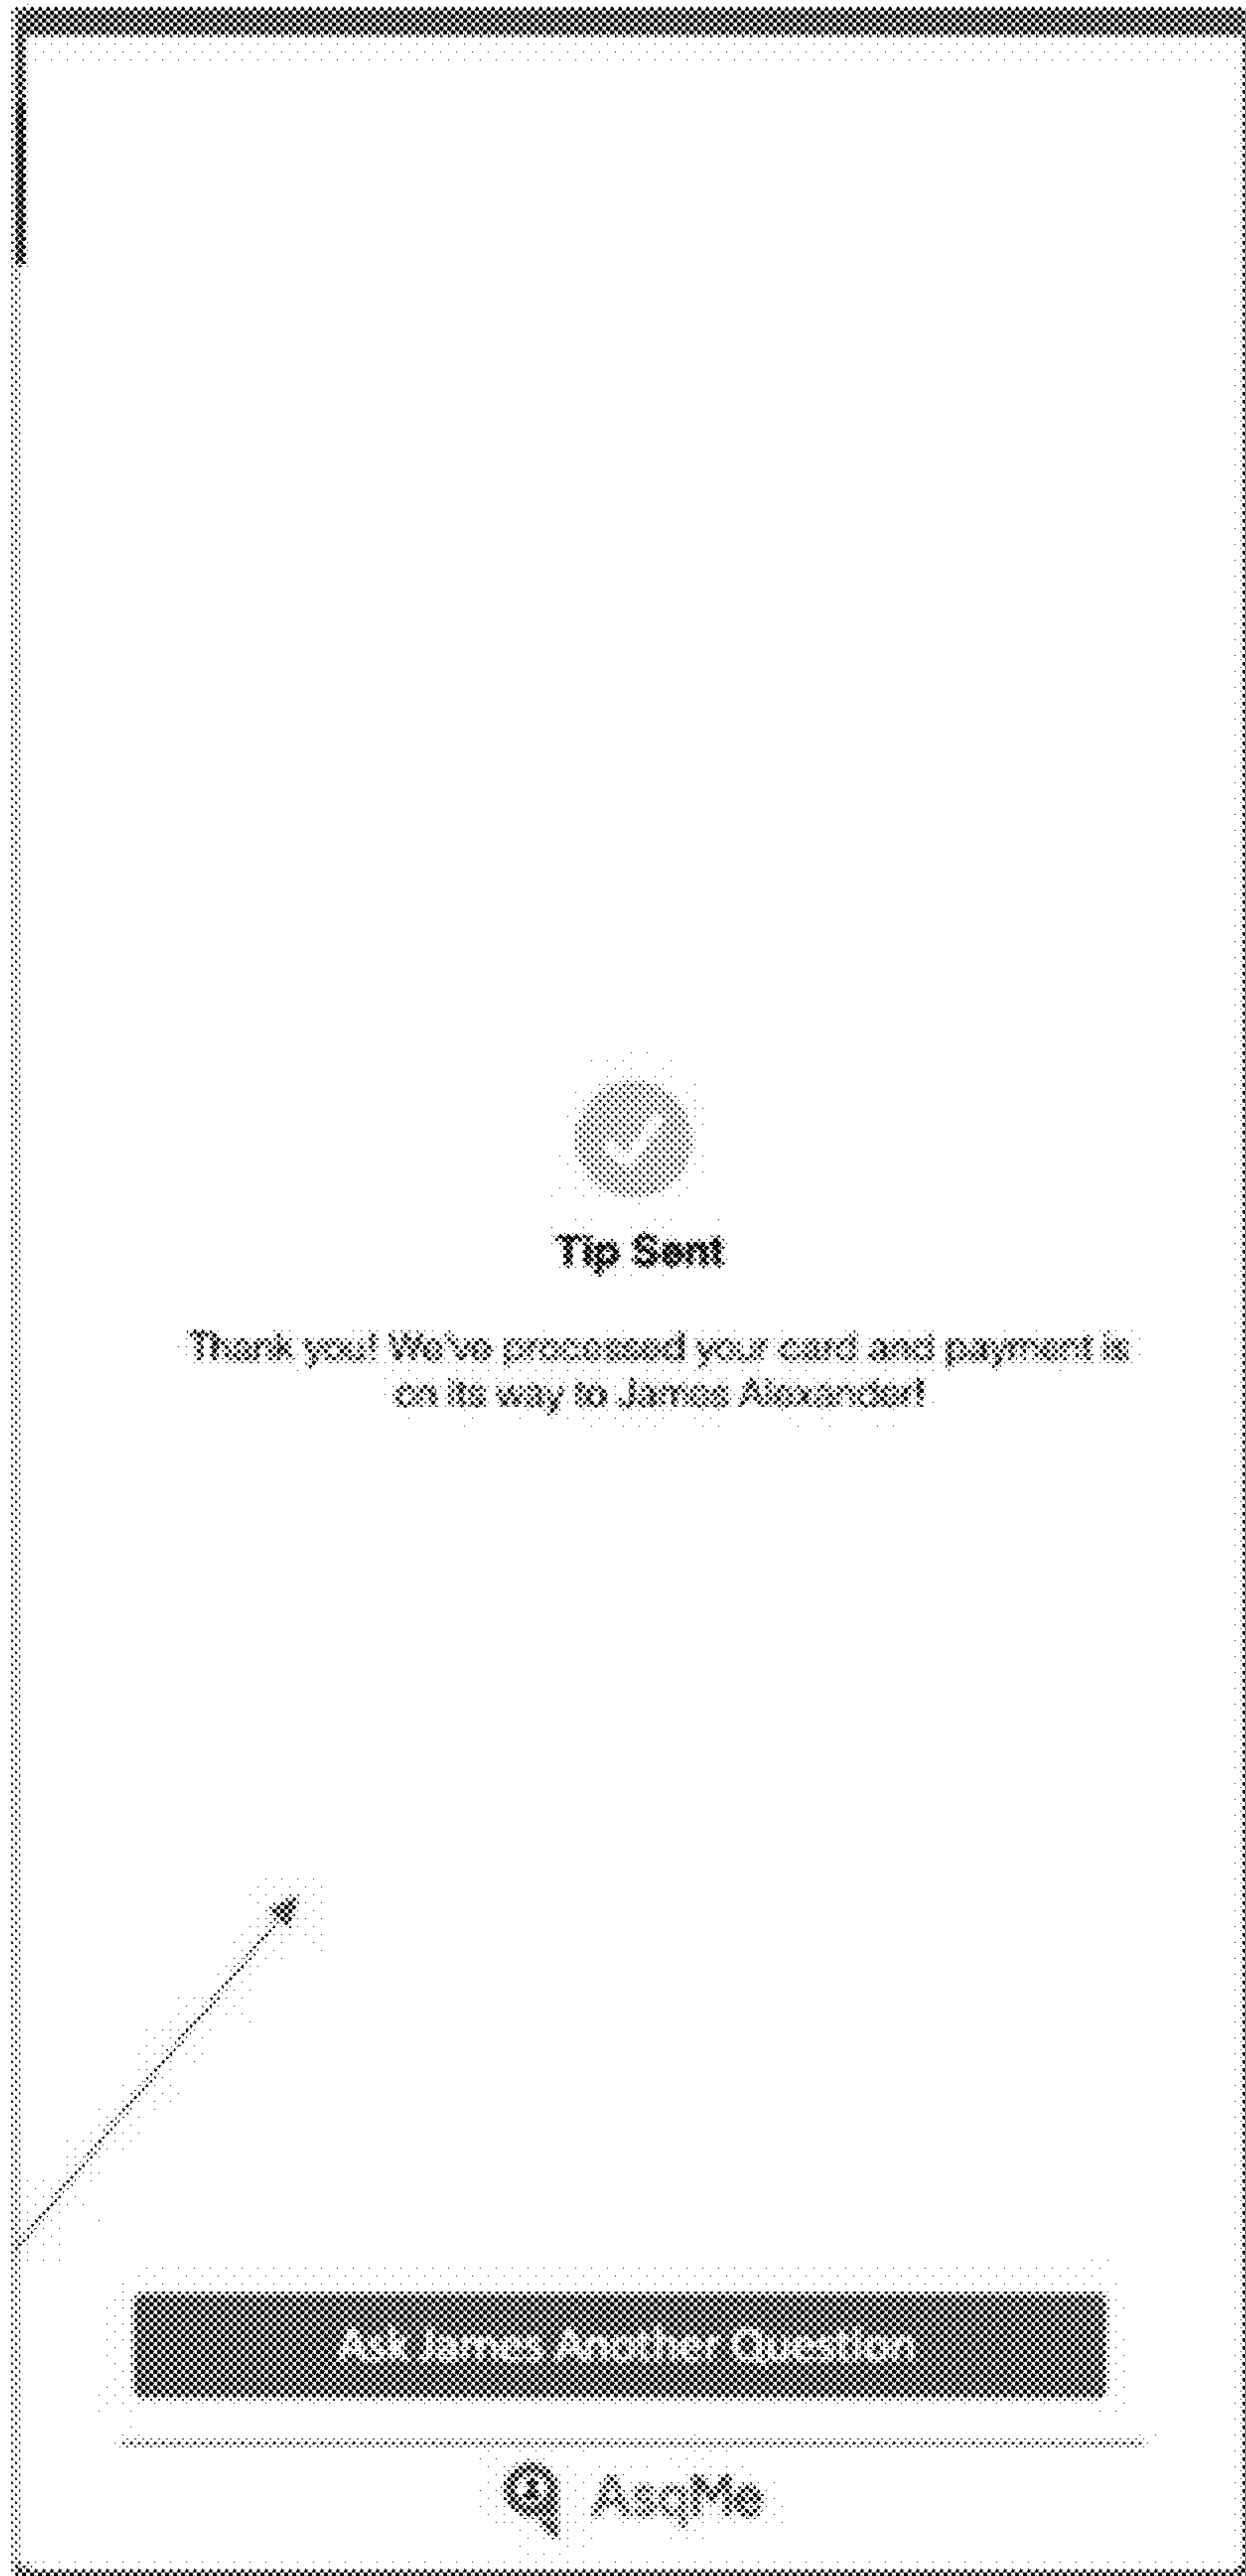 Tip Sent
Thank you! We've processed your card and payment is
on its way to James Alexander!
Ask James Another Question
AsqMe